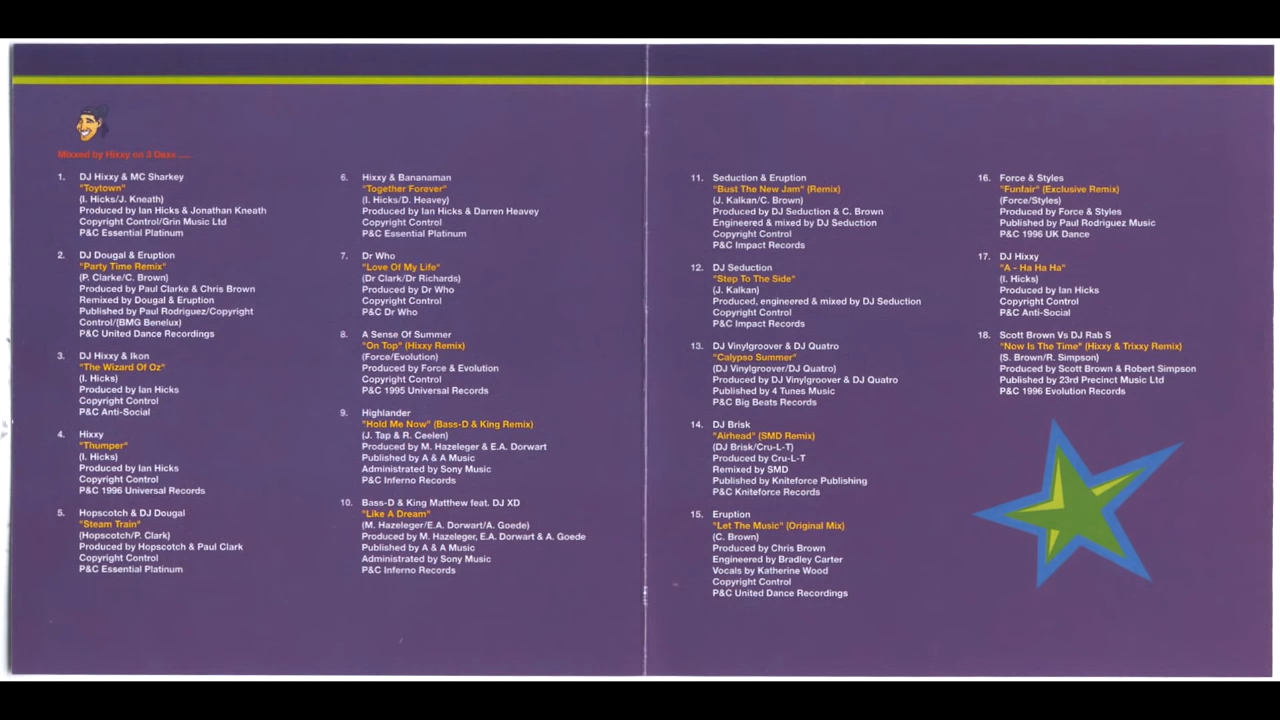 Mixxed by Hixxy on 3 Dexx .....
1. DJ Hixxy & MC Sharkey
"Toytown"
(I. Hicks/J. Kneath)
Produced by Ian Hicks & Jonathan Kneath
Copyright Control/Grin Music Ltd
P&C Essential Platinum
2. DJ Dougal & Eruption
"Party Time Remix"
(P. Clarke/C. Brown)
Produced by Paul Clarke & Chris Brown
Remixed by Dougal & Eruption
Published by Paul Rodriguez/Copyright
Control/(BMG Benelux)
P&C United Dance Recordings
3. DJ Hixxy & Ikon
"The Wizard Of Oz"
(I. Hicks)
Produced by Ian Hicks
Copyright Control
P&C Anti-Social
4. Hixxy
"Thumper"
(I. Hicks)
Produced by Ian Hicks
Copyright Control
P&C 1996 Universal Records
5. Hopscotch & DJ Dougal
"Steam Train"
(Hopscotch/P. Clark)
Produced by Hopscotch & Paul Clark
Copyright Control
P&C Essential Platinum
6. Hixxy & Bananaman
"Together Forever"
(I. Hicks/D. Heavey)
Produced by Ian Hicks & Darren Heavey
Copyright Control
P&C Essential Platinum
7. Dr Who
"Love Of My Life"
(Dr Clark/Dr Richards)
Produced by Dr Who
Copyright Control
P&C Dr Who
8. A Sense Of Summer
"On Top" (Hixxy Remix)
(Force/Evolution)
Produced by Force & Evolution
Copyright Control
P&C 1995 Universal Records
9. Highlander
"Hold Me Now" (Bass-D & King Remix)
(J. Tap & R. Ceelen)
Produced by M. Hazeleger & E.A. Dorwart
Published by A & A Music
Administrated by Sony Music
P&C Inferno Records
10. Bass-D & King Matthew feat. DJ XD
"Like A Dream"
(M. Hazeleger/E.A. Dorwart/A. Goede)
Produced by M. Hazeleger, E.A. Dorwart & A. Goede
Published by A & A Music
Administrated by Sony Music
P&C Inferno Records
11. Seduction & Eruption
"Bust The New Jam" (Remix)
(J. Kalkan/C. Brown)
Produced by DJ Seduction & C. Brown
Engineered & mixed by DJ Seduction
Copyright Control
P&C Impact Records
12. DJ Seduction
"Step To The Side"
(J. Kalkan)
Produced, engineered & mixed by DJ Seduction
Copyright Control
P&C Impact Records
13. DJ Vinylgroover & DJ Quatro
"Calypso Summer"
(DJ Vinylgroover/DJ Quatro)
Produced by DJ Vinylgroover & DJ Quatro
Published by 4 Tunes Music
P&C Big Beats Records
14. DJ Brisk
"Airhead" (SMD Remix)
(DJ Brisk/Cru-L-T)
Produced by Cru-L-T
Remixed by SMD
Published by Kniteforce Publishing
P&C Kniteforce Records
15. Eruption
"Let The Music" (Original Mix)
(C. Brown)
Produced by Chris Brown
Engineered by Bradley Carter
Vocals by Katherine Wood
Copyright Control
P&C United Dance Recordings
16. Force & Styles
"Funfair" (Exclusive Remix)
(Force/Styles)
Produced by Force & Styles
Published by Paul Rodriguez Music
P&C 1996 UK Dance
17. DJ Hixxy
"A - Ha Ha Ha"
(I. Hicks)
Produced by Ian Hicks
Copyright Control
P&C Anti-Social
18. Scott Brown Vs DJ Rab S
"Now Is The Time" (Hixxy & Trixxy Remix)
(S. Brown/R. Simpson)
Produced by Scott Brown & Robert Simpson
Published by 23rd Precinct Music Ltd
P&C 1996 Evolution Records